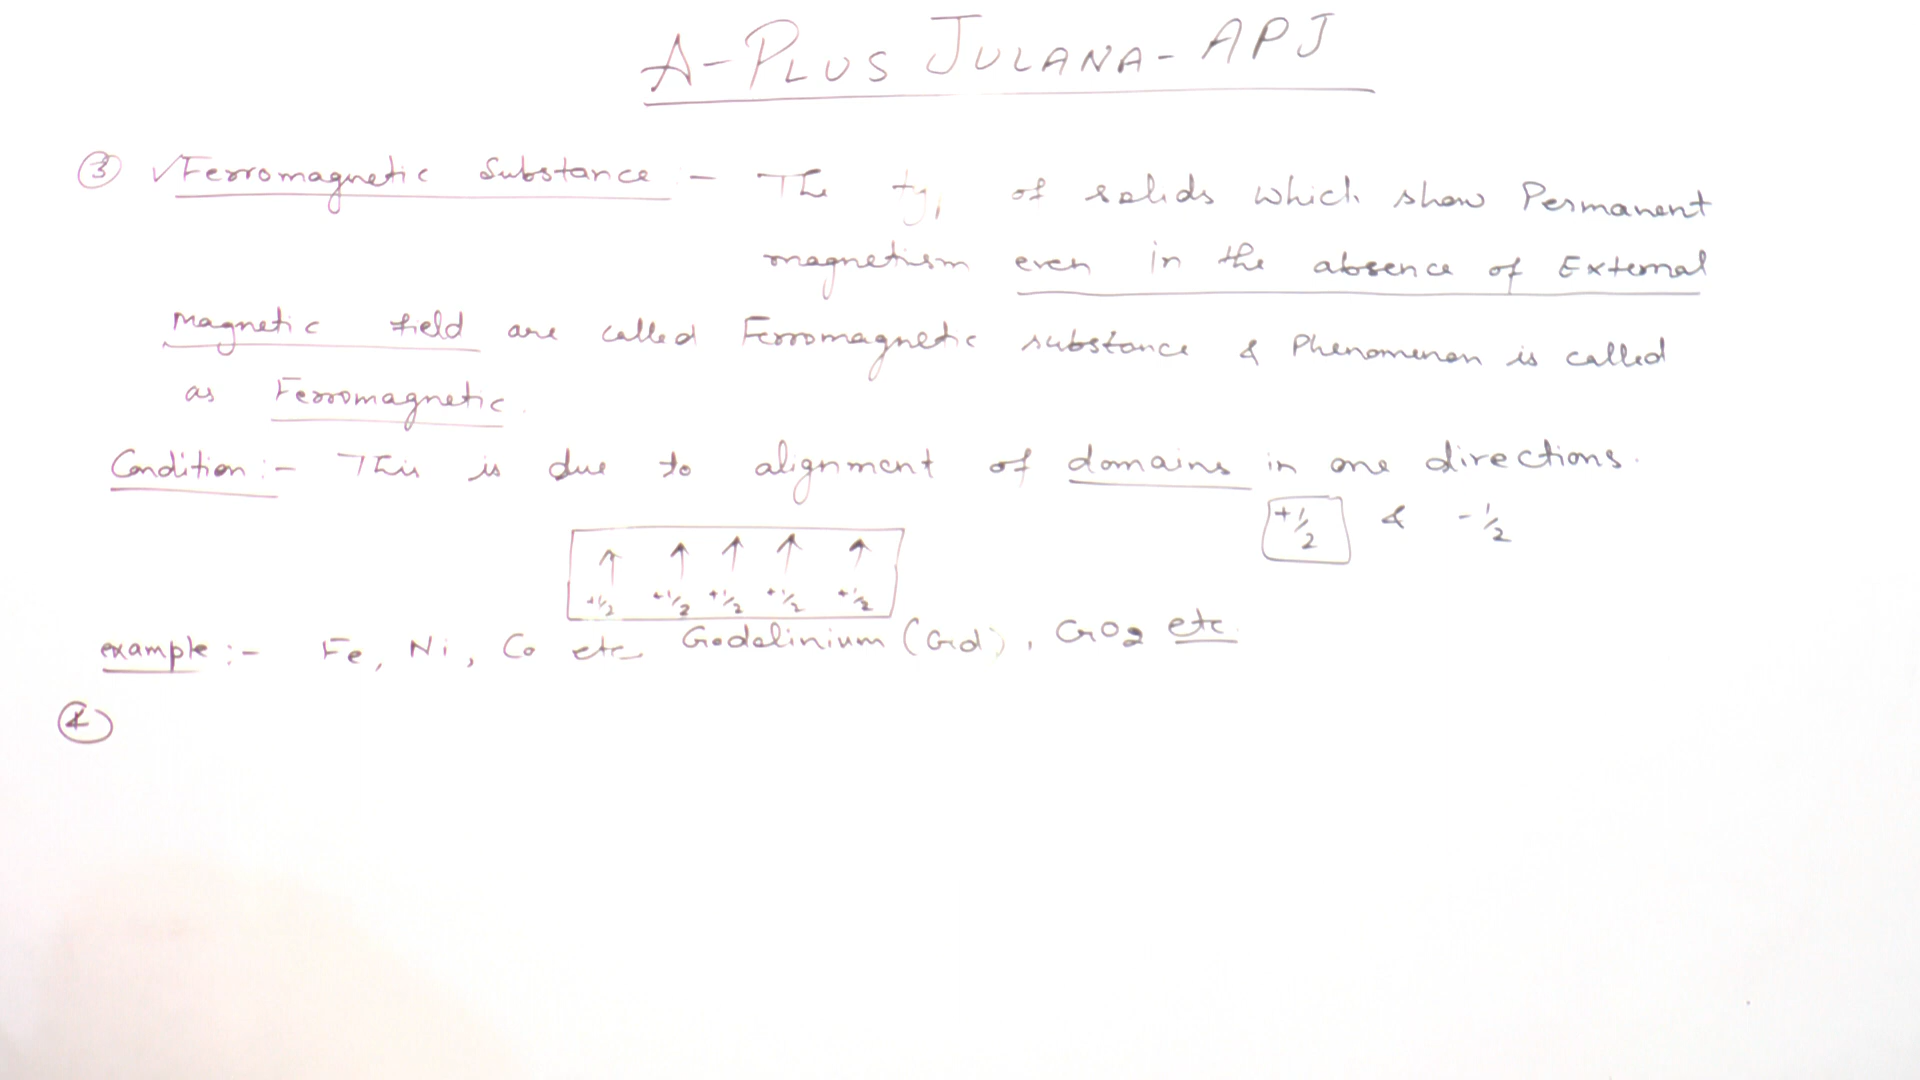 A-PLUS JULANA- APJ
③ √Ferromagnetic Substance - The of solids which show Permanent
magnetism even in the absence of External
magnetic field are called Ferromagnetic substance & Phenomenon is called
as Ferromagnetic.
Condition :- This is due to alignment of domains in one directions.
+1/2 & -1/2
↑ ↑ ↑ ↑ ↑
+1/2 +1/2 +1/2 +1/2 +1/2
example :- Fe, Ni, Co etc Godolinium (Gd), CrO2 etc.